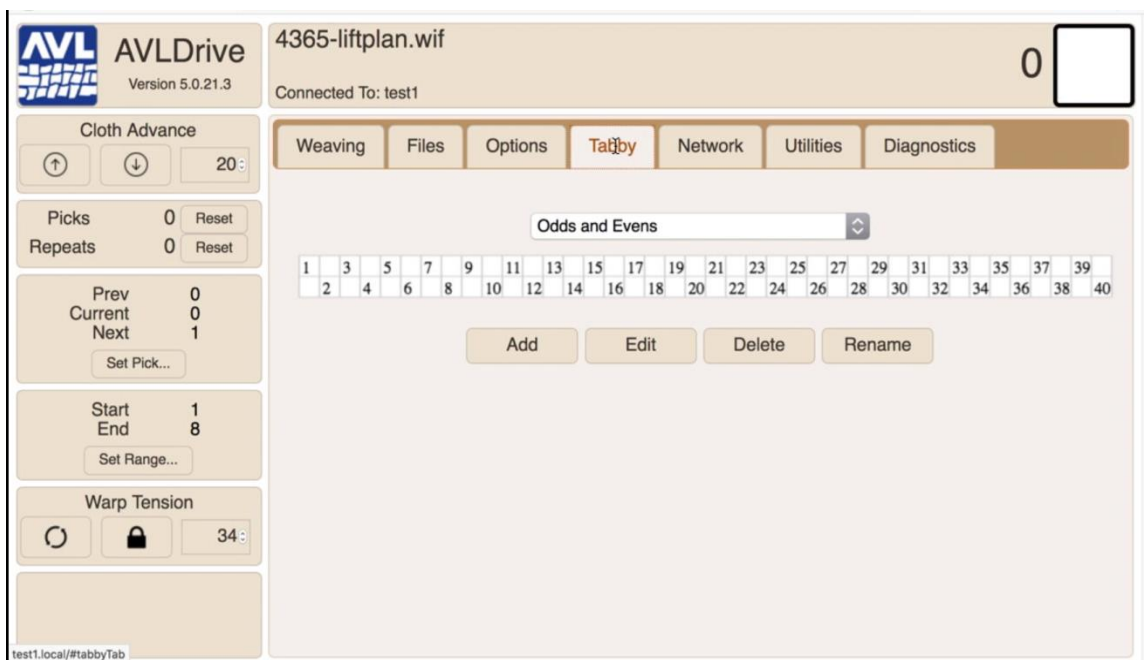 AVL
AVLDrive
Version 5.0.21.3
4365-liftplan.wif
Connected To: test1
0
Cloth Advance
20
Picks 0 Reset
Repeats 0 Reset
Prev 0
Current 0
Next 1
Set Pick...
Start 1
End 8
Set Range...
Warp Tension
34
Weaving Files Options Tabby Network Utilities Diagnostics
Odds and Evens
1 3 5 7 9 11 13 15 17 19 21 23 25 27 29 31 33 35 37 39
2 4 6 8 10 12 14 16 18 20 22 24 26 28 30 32 34 36 38 40
Add Edit Delete Rename
test1.local/#tabbyTab